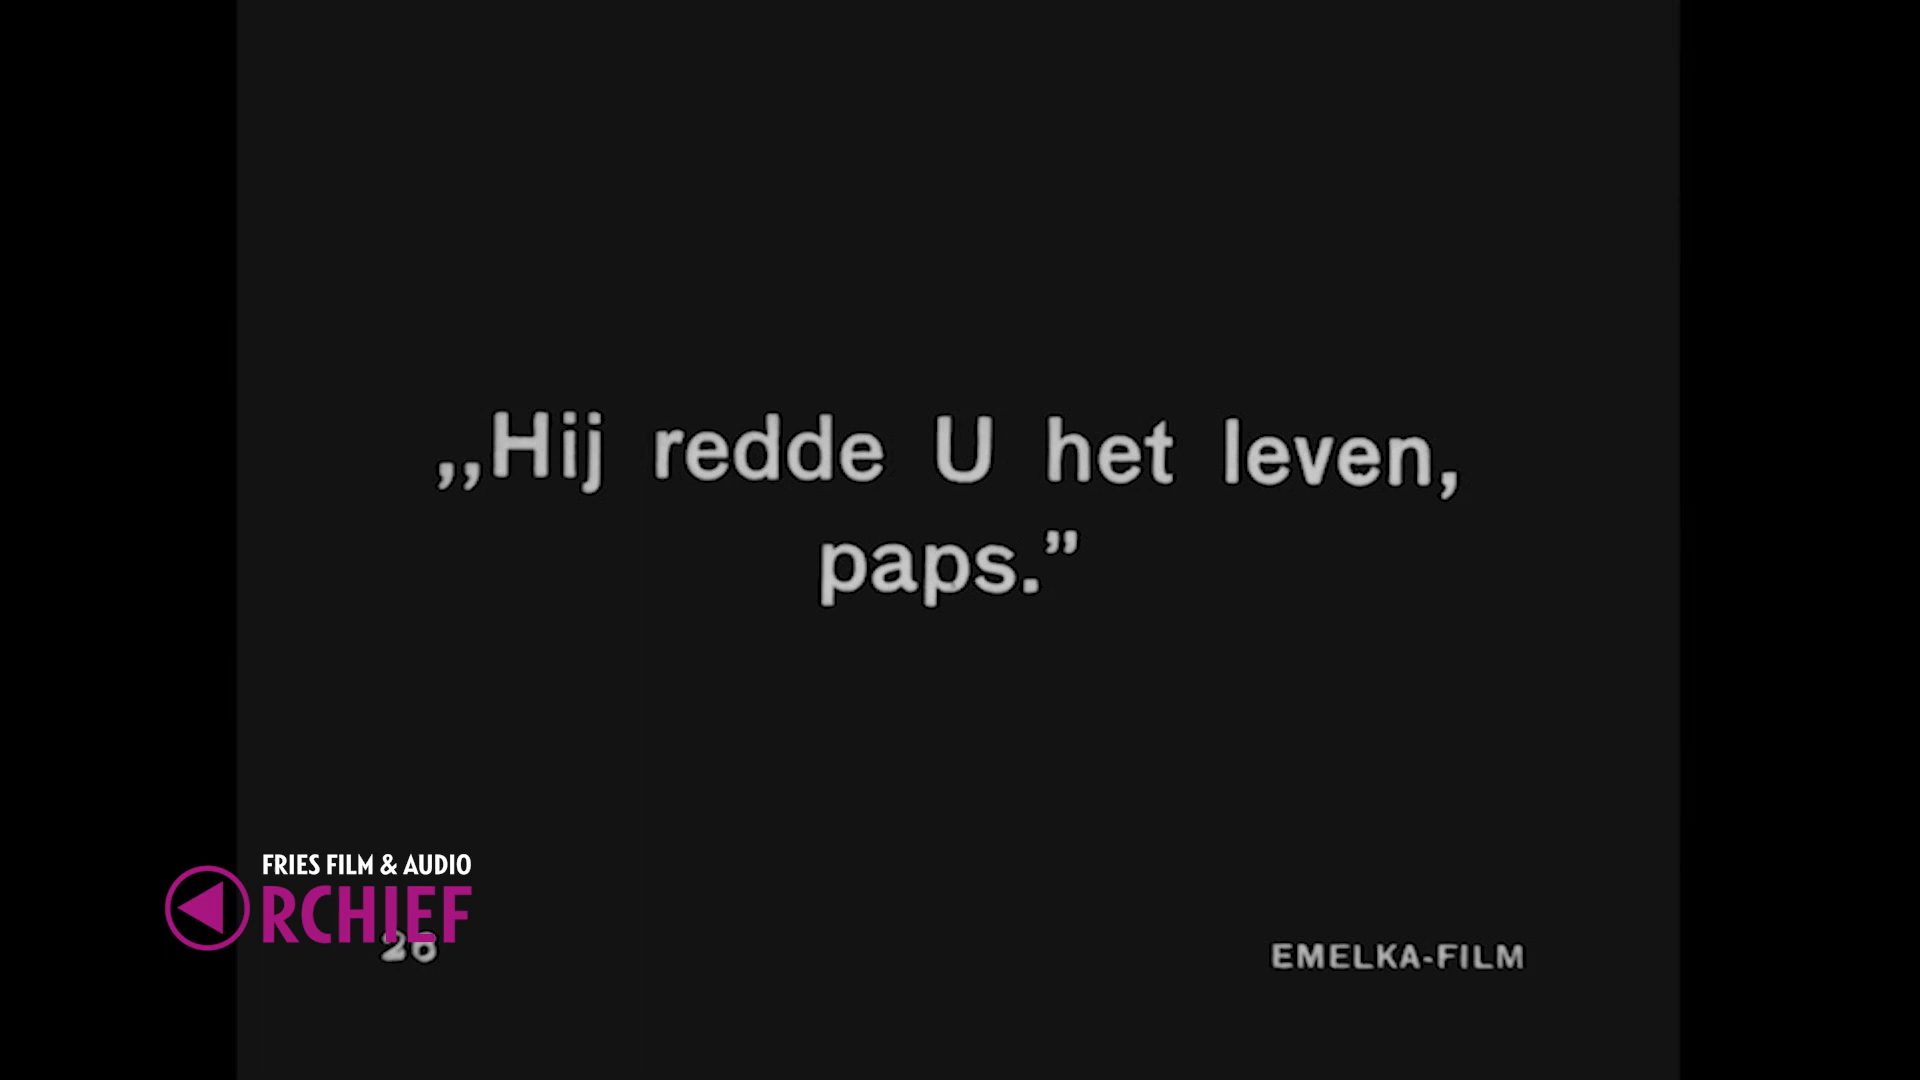 ,,Hij redde U het leven,
paps.”
FRIES FILM & AUDIO
RCHIEF
26
EMELKA-FILM